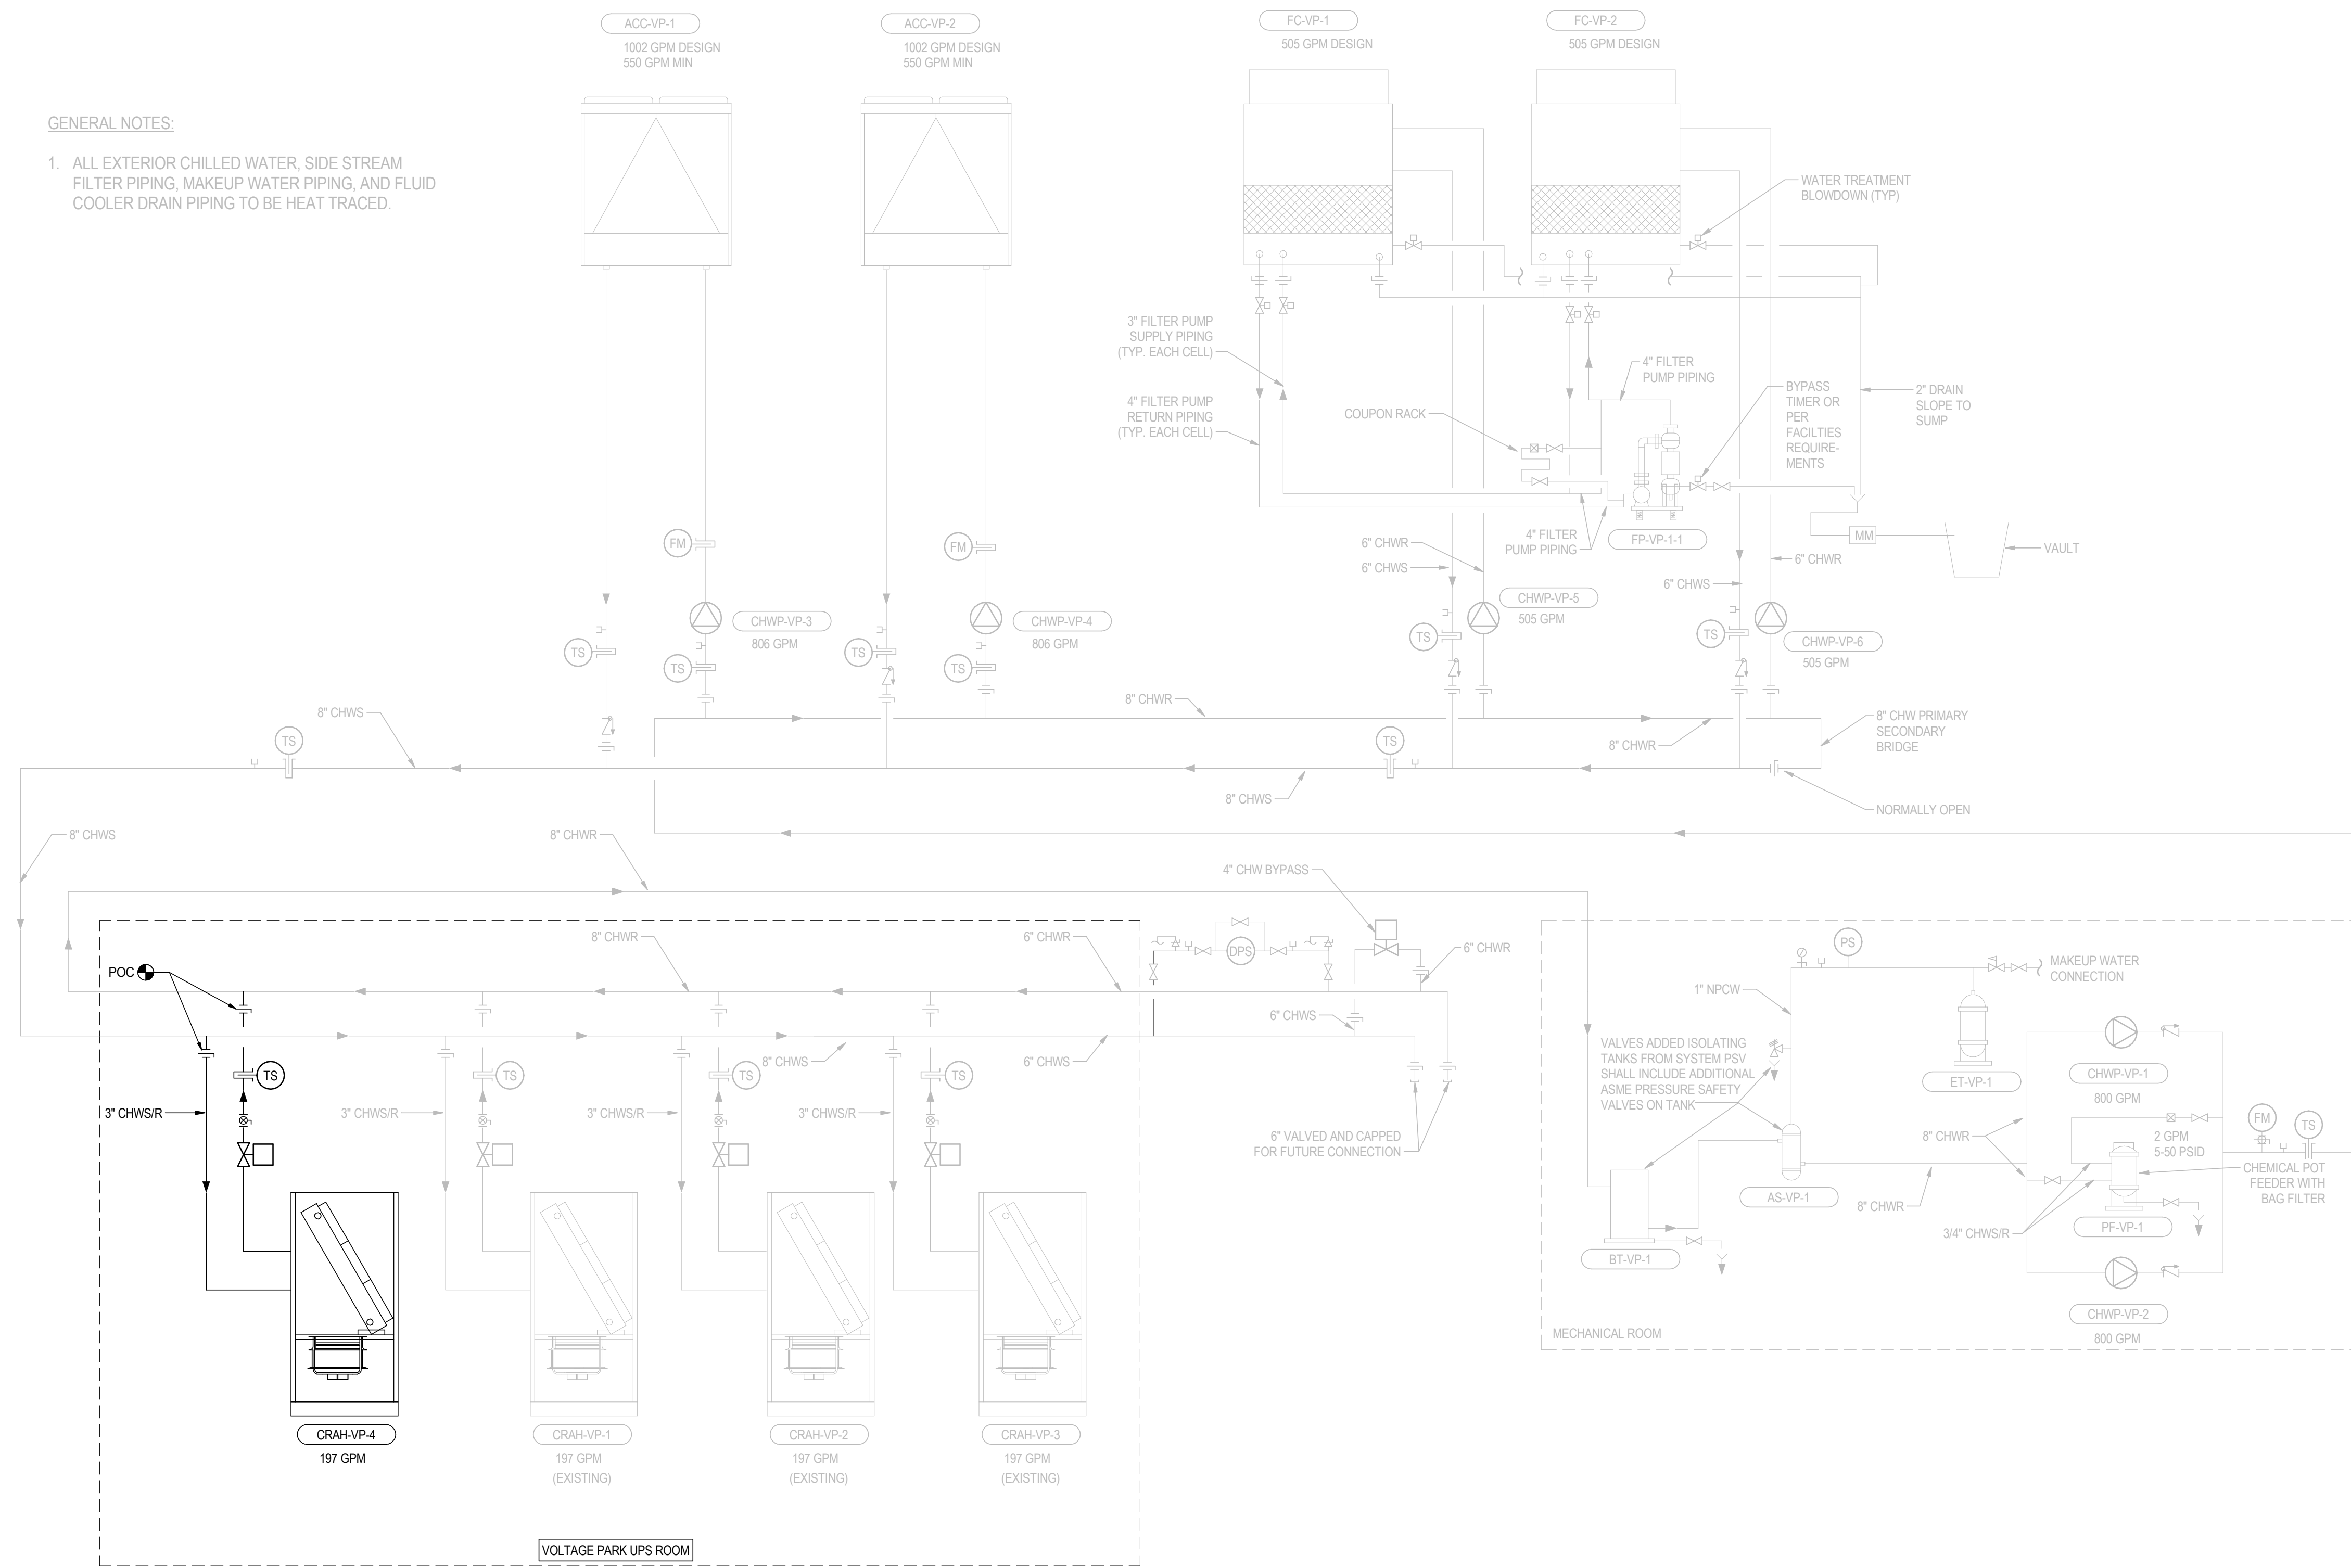 ACC-VP-1
1002 GPM DESIGN
550 GPM MIN
ACC-VP-2
1002 GPM DESIGN
550 GPM MIN
FC-VP-1
505 GPM DESIGN
FC-VP-2
505 GPM DESIGN
GENERAL NOTES:
1. ALL EXTERIOR CHILLED WATER, SIDE STREAM
FILTER PIPING, MAKEUP WATER PIPING, AND FLUID
COOLER DRAIN PIPING TO BE HEAT TRACED.
WATER TREATMENT
BLOWDOWN (TYP)
3" FILTER PUMP
SUPPLY PIPING
(TYP. EACH CELL)
4" FILTER PUMP
RETURN PIPING
(TYP. EACH CELL)
COUPON RACK
4" FILTER
PUMP PIPING
BYPASS
TIMER OR
PER
FACILTIES
REQUIRE-
MENTS
2" DRAIN
SLOPE TO
SUMP
4" FILTER
PUMP PIPING
FP-VP-1-1
MM
VAULT
6" CHWR
6" CHWS
6" CHWR
6" CHWS
FM
FM
CHWP-VP-3
806 GPM
CHWP-VP-4
806 GPM
CHWP-VP-5
505 GPM
CHWP-VP-6
505 GPM
TS
TS
TS
TS
TS
TS
8" CHWS
TS
8" CHWR
TS
8" CHWR
8" CHW PRIMARY
SECONDARY
BRIDGE
8" CHWS
NORMALLY OPEN
8" CHWS
8" CHWR
4" CHW BYPASS
8" CHWR
6" CHWR
DPS
6" CHWR
POC
6" CHWS
8" CHWS
6" CHWS
TS
TS
TS
TS
3" CHWS/R
3" CHWS/R
3" CHWS/R
3" CHWS/R
6" VALVED AND CAPPED
FOR FUTURE CONNECTION
PS
MAKEUP WATER
CONNECTION
1" NPCW
VALVES ADDED ISOLATING
TANKS FROM SYSTEM PSV
SHALL INCLUDE ADDITIONAL
ASME PRESSURE SAFETY
VALVES ON TANK
ET-VP-1
CHWP-VP-1
800 GPM
8" CHWR
2 GPM
5-50 PSID
FM
TS
CHEMICAL POT
FEEDER WITH
BAG FILTER
AS-VP-1
8" CHWR
PF-VP-1
3/4" CHWS/R
BT-VP-1
CHWP-VP-2
800 GPM
MECHANICAL ROOM
CRAH-VP-4
197 GPM
CRAH-VP-1
197 GPM
(EXISTING)
CRAH-VP-2
197 GPM
(EXISTING)
CRAH-VP-3
197 GPM
(EXISTING)
VOLTAGE PARK UPS ROOM